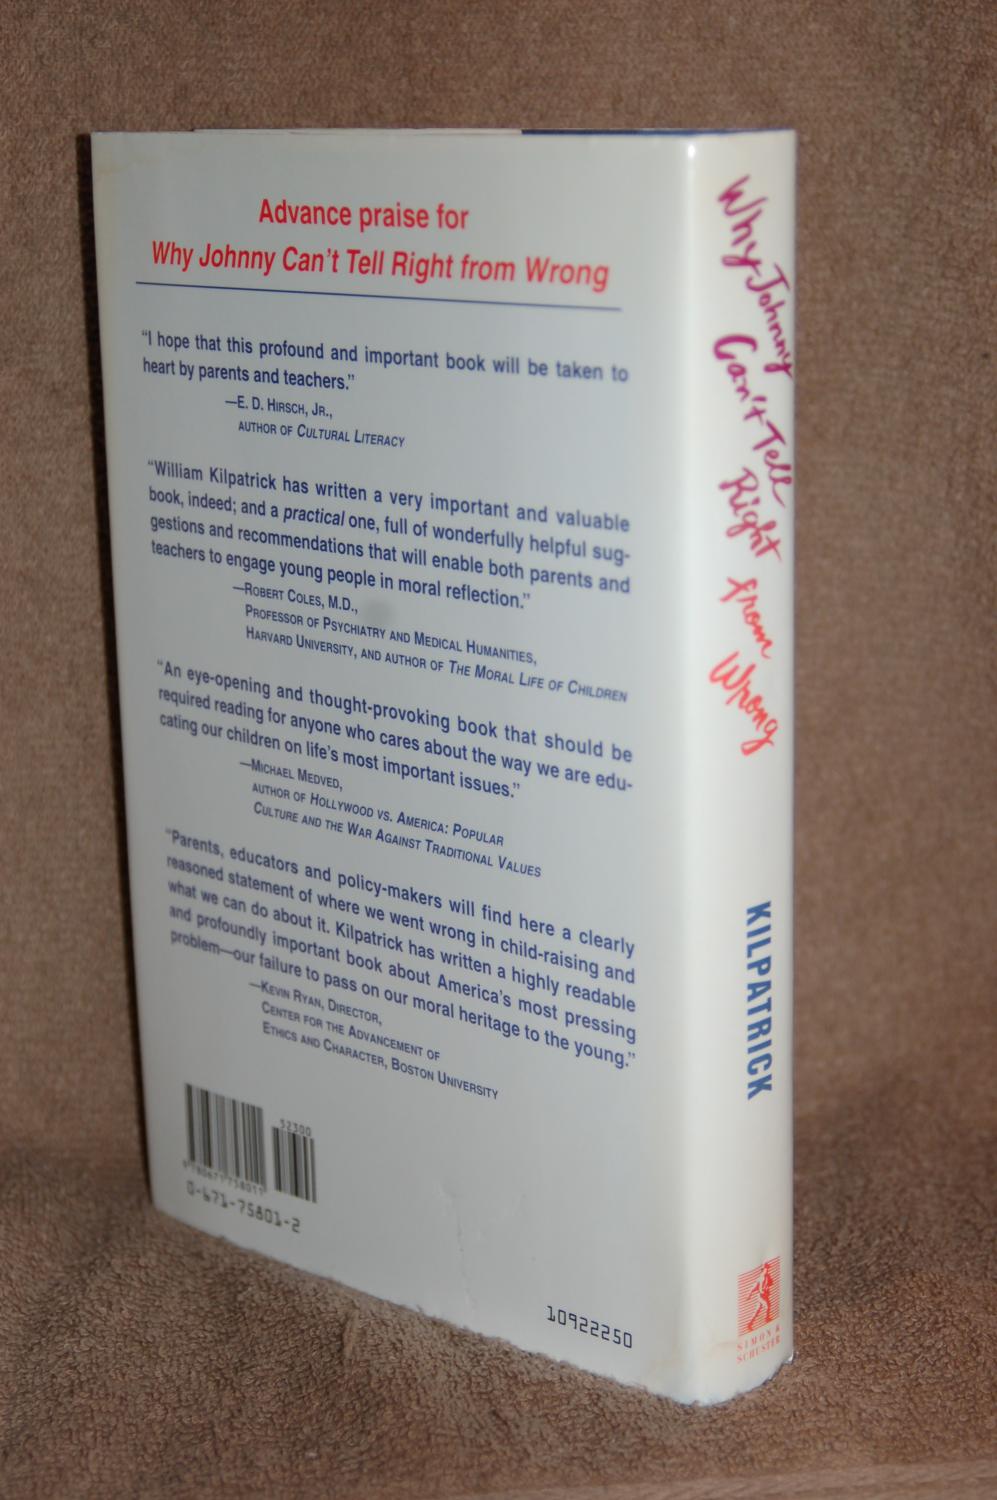 Advance praise for
Why Johnny Can't Tell Right from Wrong
“I hope that this profound and important book will be taken to
heart by parents and teachers.”
—E. D. HIRSCH, JR.,
AUTHOR OF CULTURAL LITERACY
“William Kilpatrick has written a very important and valuable
book, indeed; and a practical one, full of wonderfully helpful sug-
gestions and recommendations that will enable both parents and
teachers to engage young people in moral reflection.”
—ROBERT COLES, M.D.,
PROFESSOR OF PSYCHIATRY AND MEDICAL HUMANITIES,
HARVARD UNIVERSITY, AND AUTHOR OF THE MORAL LIFE OF CHILDREN
“An eye-opening and thought-provoking book that should be
required reading for anyone who cares about the way we are edu-
cating our children on life's most important issues.”
—MICHAEL MEDVED,
AUTHOR OF HOLLYWOOD VS. AMERICA: POPULAR
CULTURE AND THE WAR AGAINST TRADITIONAL VALUES
“Parents, educators and policy-makers will find here a clearly
reasoned statement of where we went wrong in child-raising and
what we can do about it. Kilpatrick has written a highly readable
and profoundly important book about America's most pressing
problem—our failure to pass on our moral heritage to the young.”
—KEVIN RYAN, DIRECTOR,
CENTER FOR THE ADVANCEMENT OF
ETHICS AND CHARACTER, BOSTON UNIVERSITY
52300
9 780671 758011
0-671-75801-2
10922250
Why Johnny
Can't Tell
Right
from
Wrong
KILPATRICK
SIMON &
SCHUSTER